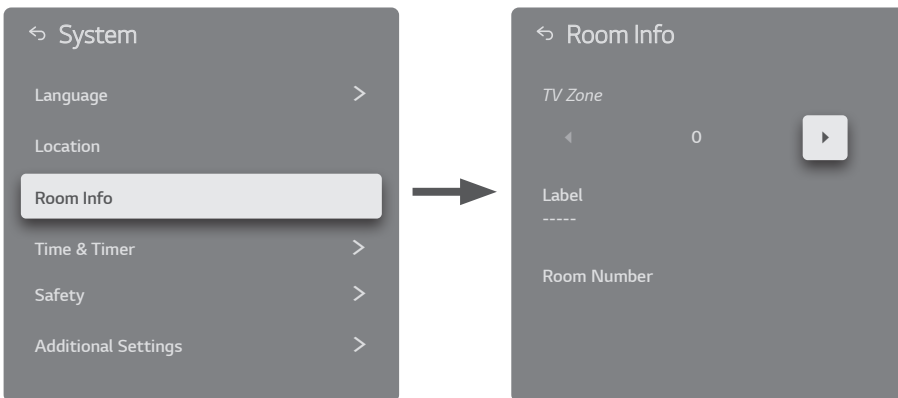 System
Language
Location
Room Info
Time & Timer
Safety
Additional Settings
Room Info
TV Zone
0
Label
-----
Room Number